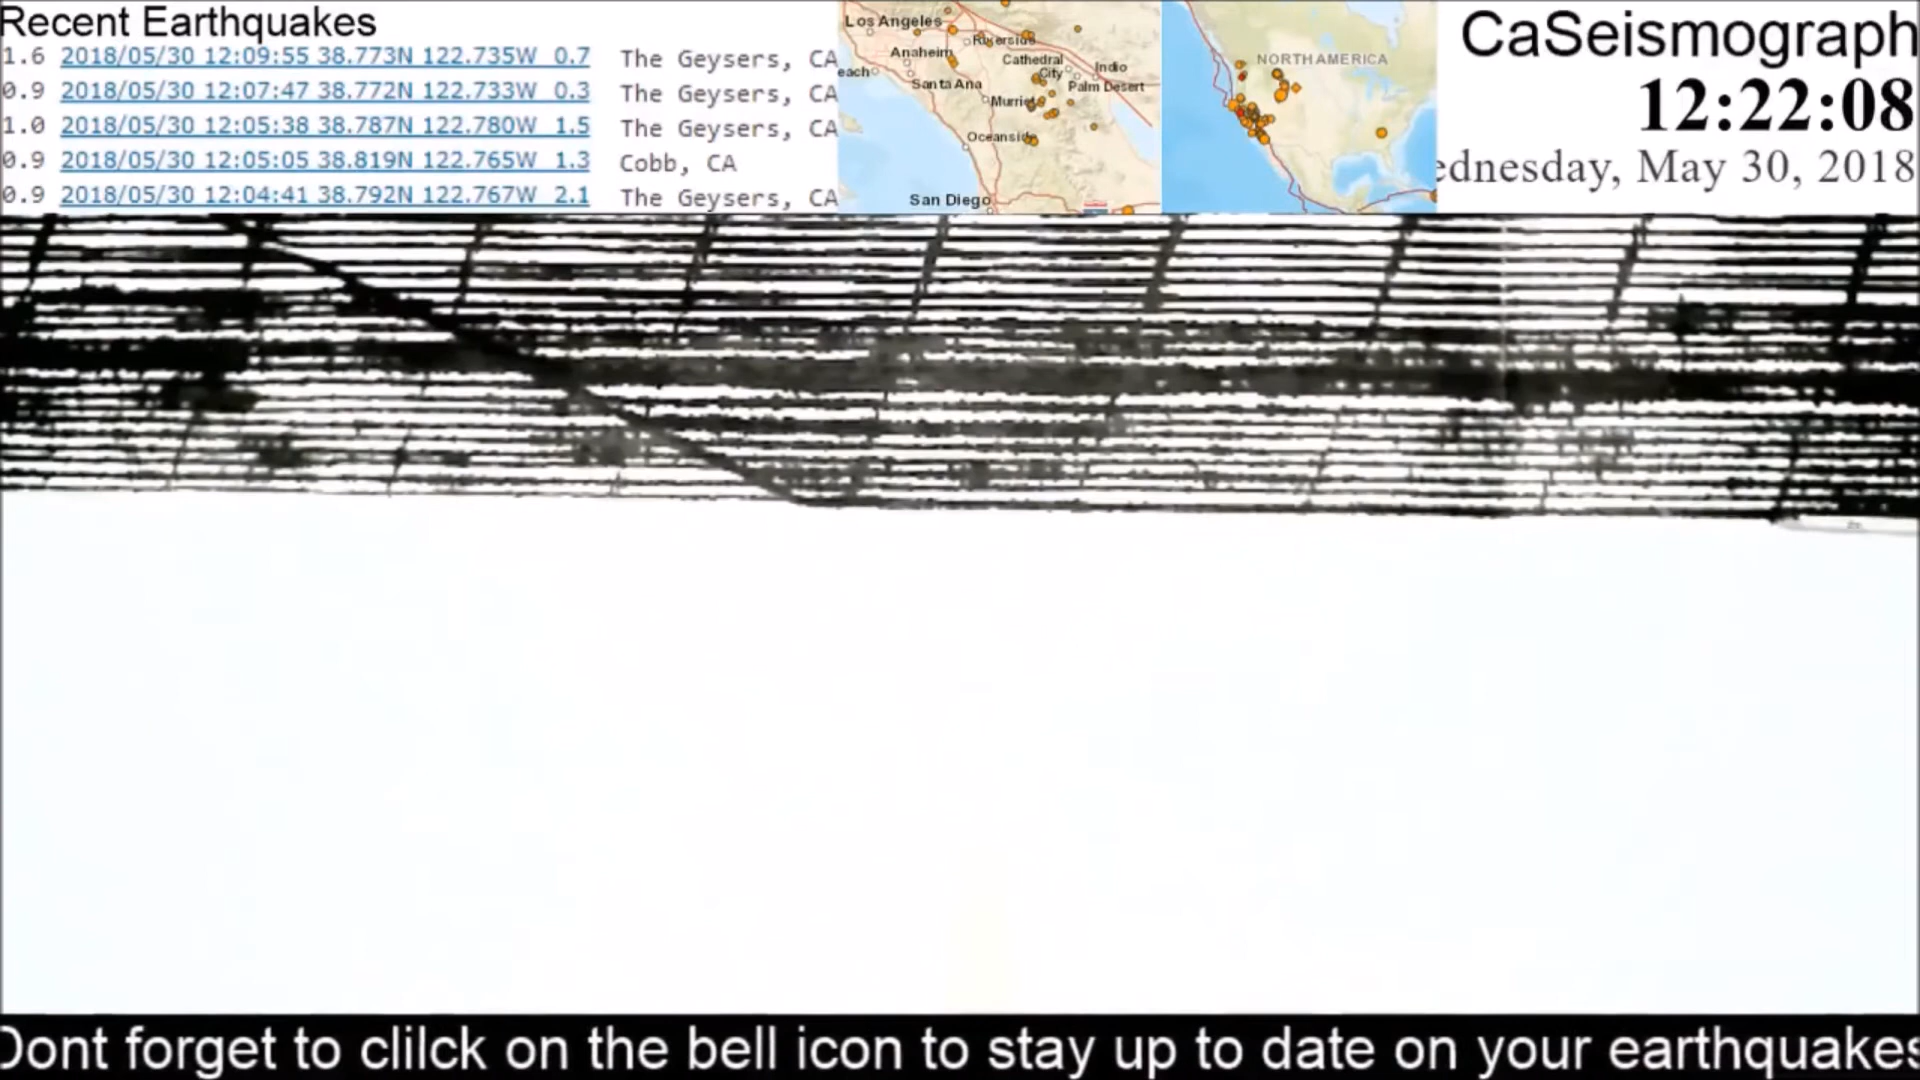 Recent Earthquakes
1.6 2018/05/30 12:09:55 38.773N 122.735W 0.7 The Geysers, CA
0.9 2018/05/30 12:07:47 38.772N 122.733W 0.3 The Geysers, CA
1.0 2018/05/30 12:05:38 38.787N 122.780W 1.5 The Geysers, CA
0.9 2018/05/30 12:05:05 38.819N 122.765W 1.3 Cobb, CA
0.9 2018/05/30 12:04:41 38.792N 122.767W 2.1 The Geysers, CA
Los Angeles
Riverside
Anaheim
Cathedral
City
Indio
each
Santa Ana
Palm Desert
Murrie
Oceanside
San Diego
NORTH AMERICA
CaSeismograph
12:22:08
ednesday, May 30, 2018
Dont forget to clilck on the bell icon to stay up to date on your earthquakes